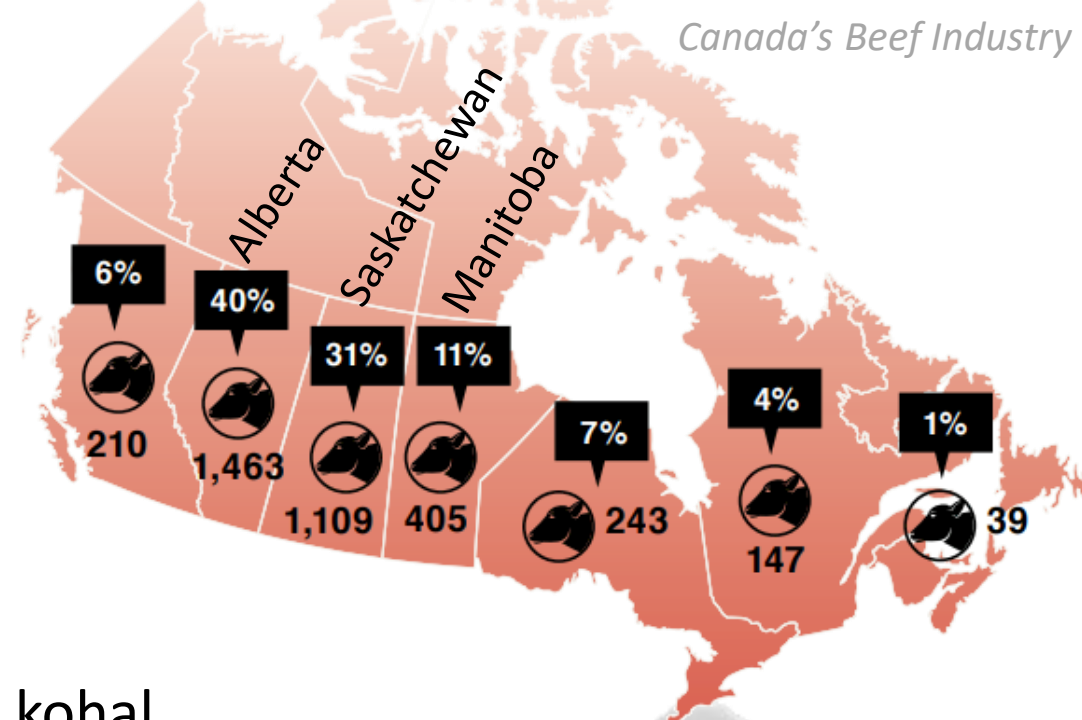 Canada's Beef Industry
Alberta
Saskatchewan
Manitoba
6%
210
40%
1,463
31%
1,109
11%
405
7%
243
4%
147
1%
39
kobal